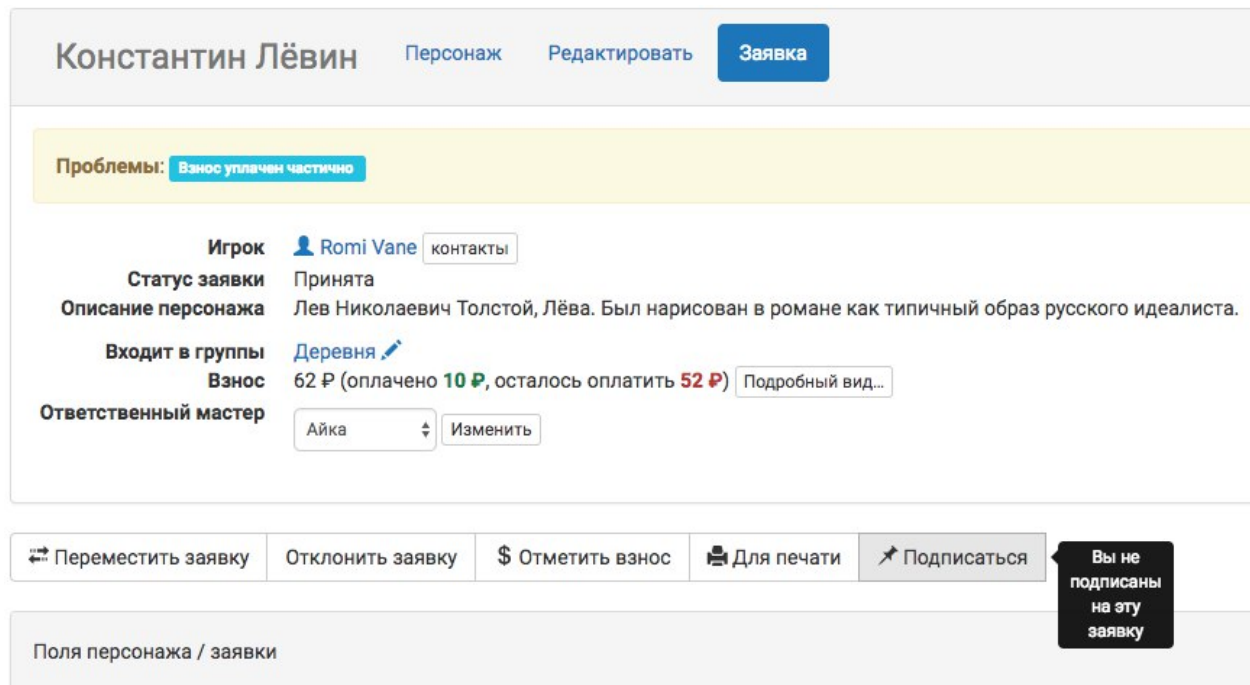 Константин Лёвин Персонаж Редактировать Заявка
Проблемы: Взнос уплачен частично
Игрок Romi Vane контакты
Статус заявки Принята
Описание персонажа Лев Николаевич Толстой, Лёва. Был нарисован в романе как типичный образ русского идеалиста.
Входит в группы Деревня
Взнос 62 ₽ (оплачено 10 ₽, осталось оплатить 52 ₽) Подробный вид...
Ответственный мастер Айка Изменить
Переместить заявку Отклонить заявку $ Отметить взнос Для печати Подписаться
Вы не
подписаны
на эту
заявку
Поля персонажа / заявки